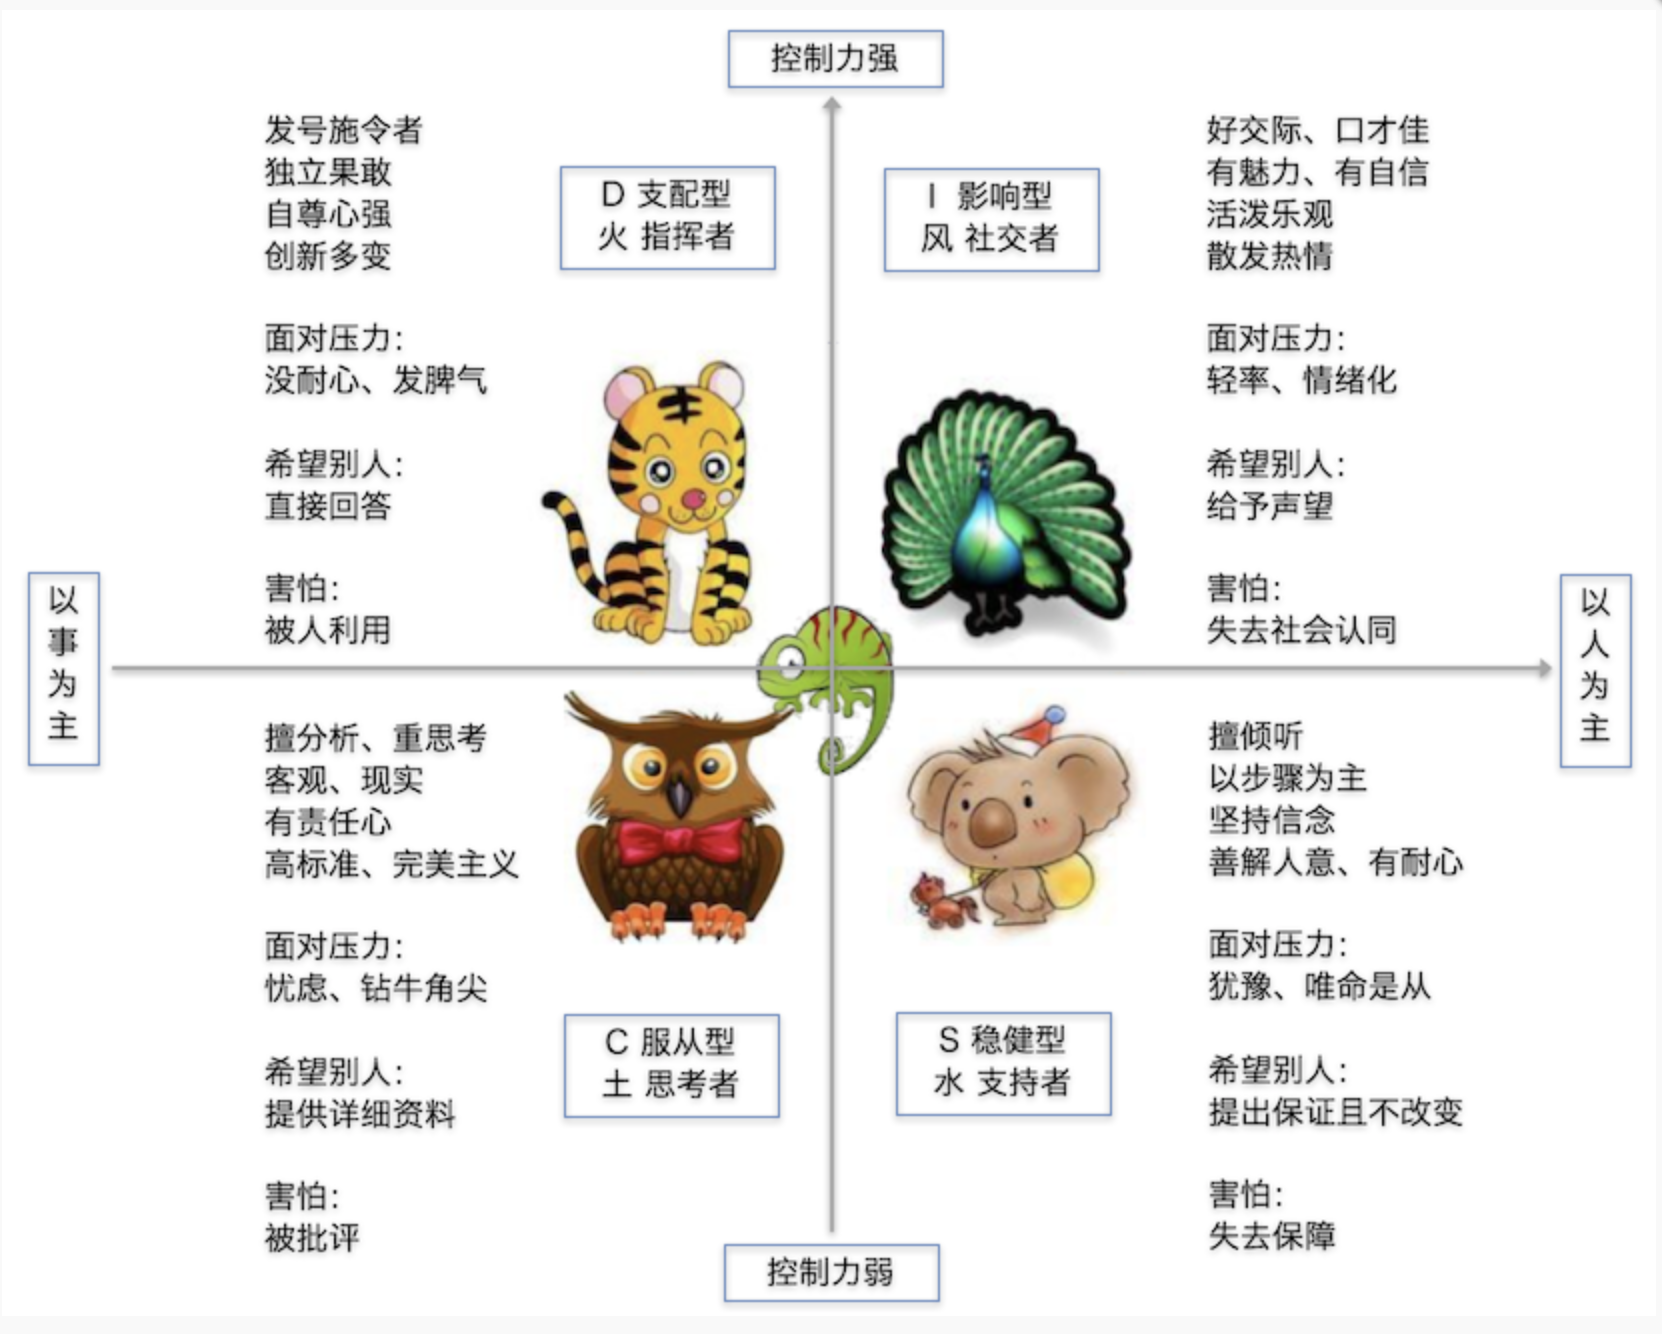 控制力强
发号施令者
独立果敢
自尊心强
创新多变
面对压力：
没耐心、发脾气
希望别人：
直接回答
害怕：
被人利用
D 支配型
火 指挥者
I 影响型
风 社交者
好交际、口才佳
有魅力、有自信
活泼乐观
散发热情
面对压力：
轻率、情绪化
希望别人：
给予声望
害怕：
失去社会认同
以
事
为
主
以
人
为
主
擅分析、重思考
客观、现实
有责任心
高标准、完美主义
面对压力：
忧虑、钻牛角尖
希望别人：
提供详细资料
害怕：
被批评
C 服从型
土 思考者
S 稳健型
水 支持者
擅倾听
以步骤为主
坚持信念
善解人意、有耐心
面对压力：
犹豫、唯命是从
希望别人：
提出保证且不改变
害怕：
失去保障
控制力弱